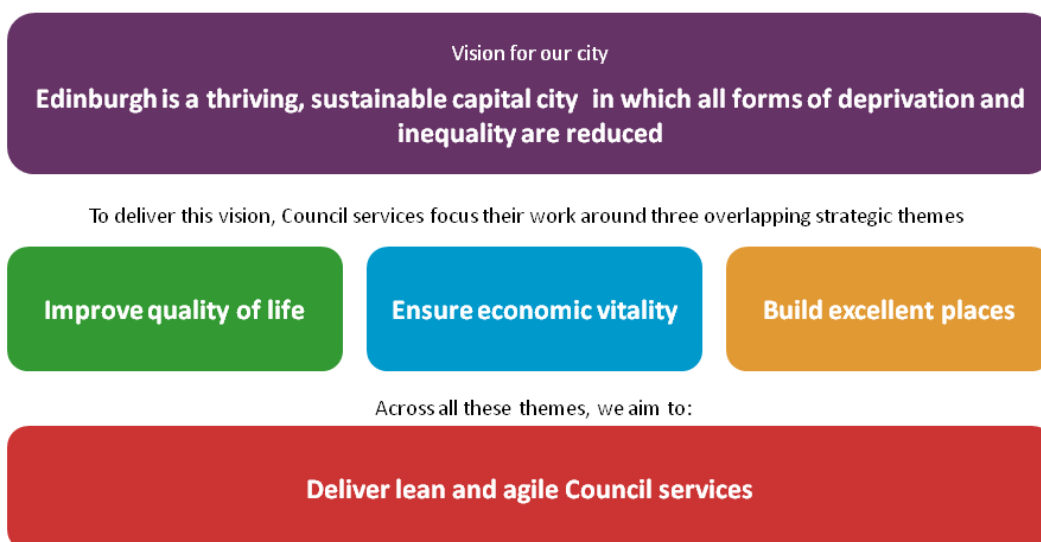 Vision for our city
Edinburgh is a thriving, sustainable capital city in which all forms of deprivation and
inequality are reduced
To deliver this vision, Council services focus their work around three overlapping strategic themes
Improve quality of life
Ensure economic vitality
Build excellent places
Across all these themes, we aim to:
Deliver lean and agile Council services